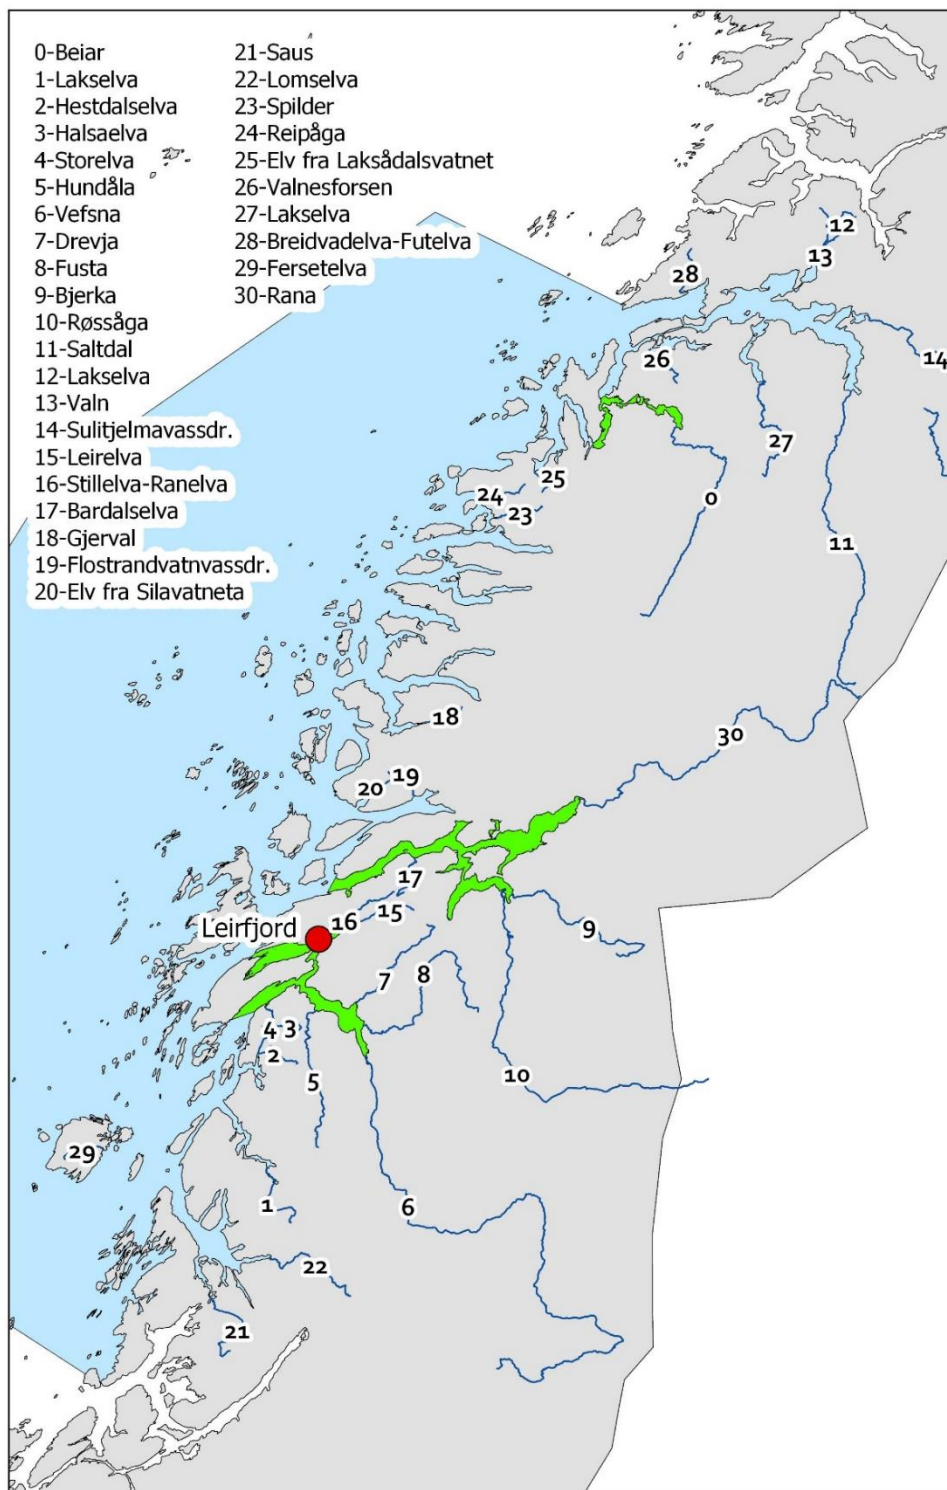 0-Beiar
1-Lakselva
2-Hestdalselva
3-Halsaelva
4-Storelva
5-Hundåla
6-Vefsna
7-Drevja
8-Fusta
9-Bjerka
10-Røssåga
11-Saltdal
12-Lakselva
13-Valn
14-Sulitjelmavassdr.
15-Leirelva
16-Stillelva-Ranelva
17-Bardalselva
18-Gjerval
19-Flostrandvatnvassdr.
20-Elv fra Silavatneta
21-Saus
22-Lomselva
23-Spilder
24-Reipåga
25-Elv fra Laksådalsvatnet
26-Valnesforsen
27-Lakselva
28-Breidvadelva-Futelva
29-Fersetelva
30-Rana
12
13
28
14
26
27
25
24
23
0
11
18
30
19
20
17
16
15
Leirfjord
9
7
8
4
3
2
5
10
29
1
6
22
21